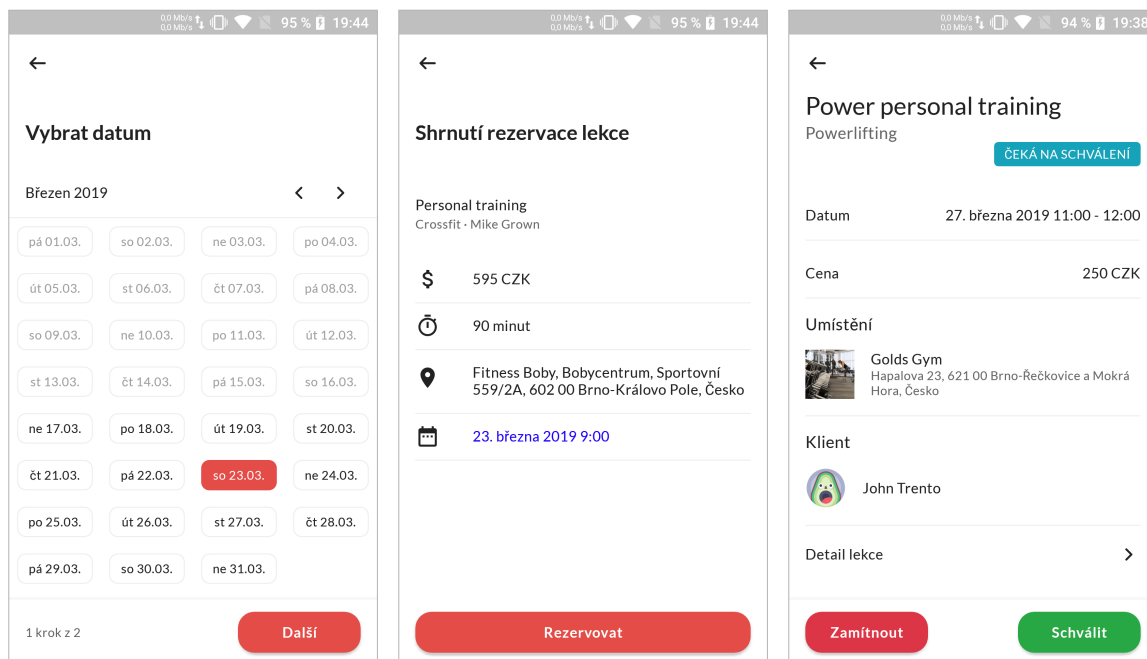 0,0 Mb/s
0,0 Mb/s
95 % 19:44
Vybrat datum
Březen 2019
pá 01.03. so 02.03. ne 03.03. po 04.03.
út 05.03. st 06.03. čt 07.03. pá 08.03.
so 09.03. ne 10.03. po 11.03. út 12.03.
st 13.03. čt 14.03. pá 15.03. so 16.03.
ne 17.03. po 18.03. út 19.03. st 20.03.
čt 21.03. pá 22.03. so 23.03. ne 24.03.
po 25.03. út 26.03. st 27.03. čt 28.03.
pá 29.03. so 30.03. ne 31.03.
1 krok z 2 Další
0,0 Mb/s
0,0 Mb/s
95 % 19:44
Shrnutí rezervace lekce
Personal training
Crossfit · Mike Grown
595 CZK
90 minut
Fitness Boby, Bobycentrum, Sportovní
559/2A, 602 00 Brno-Královo Pole, Česko
23. března 2019 9:00
Rezervovat
0,0 Mb/s
0,0 Mb/s
94 % 19:38
Power personal training
Powerlifting
ČEKÁ NA SCHVÁLENÍ
Datum 27. března 2019 11:00 - 12:00
Cena 250 CZK
Umístění
Golds Gym
Hapalova 23, 621 00 Brno-Řečkovice a Mokrá
Hora, Česko
Klient
John Trento
Detail lekce
Zamítnout Schválit